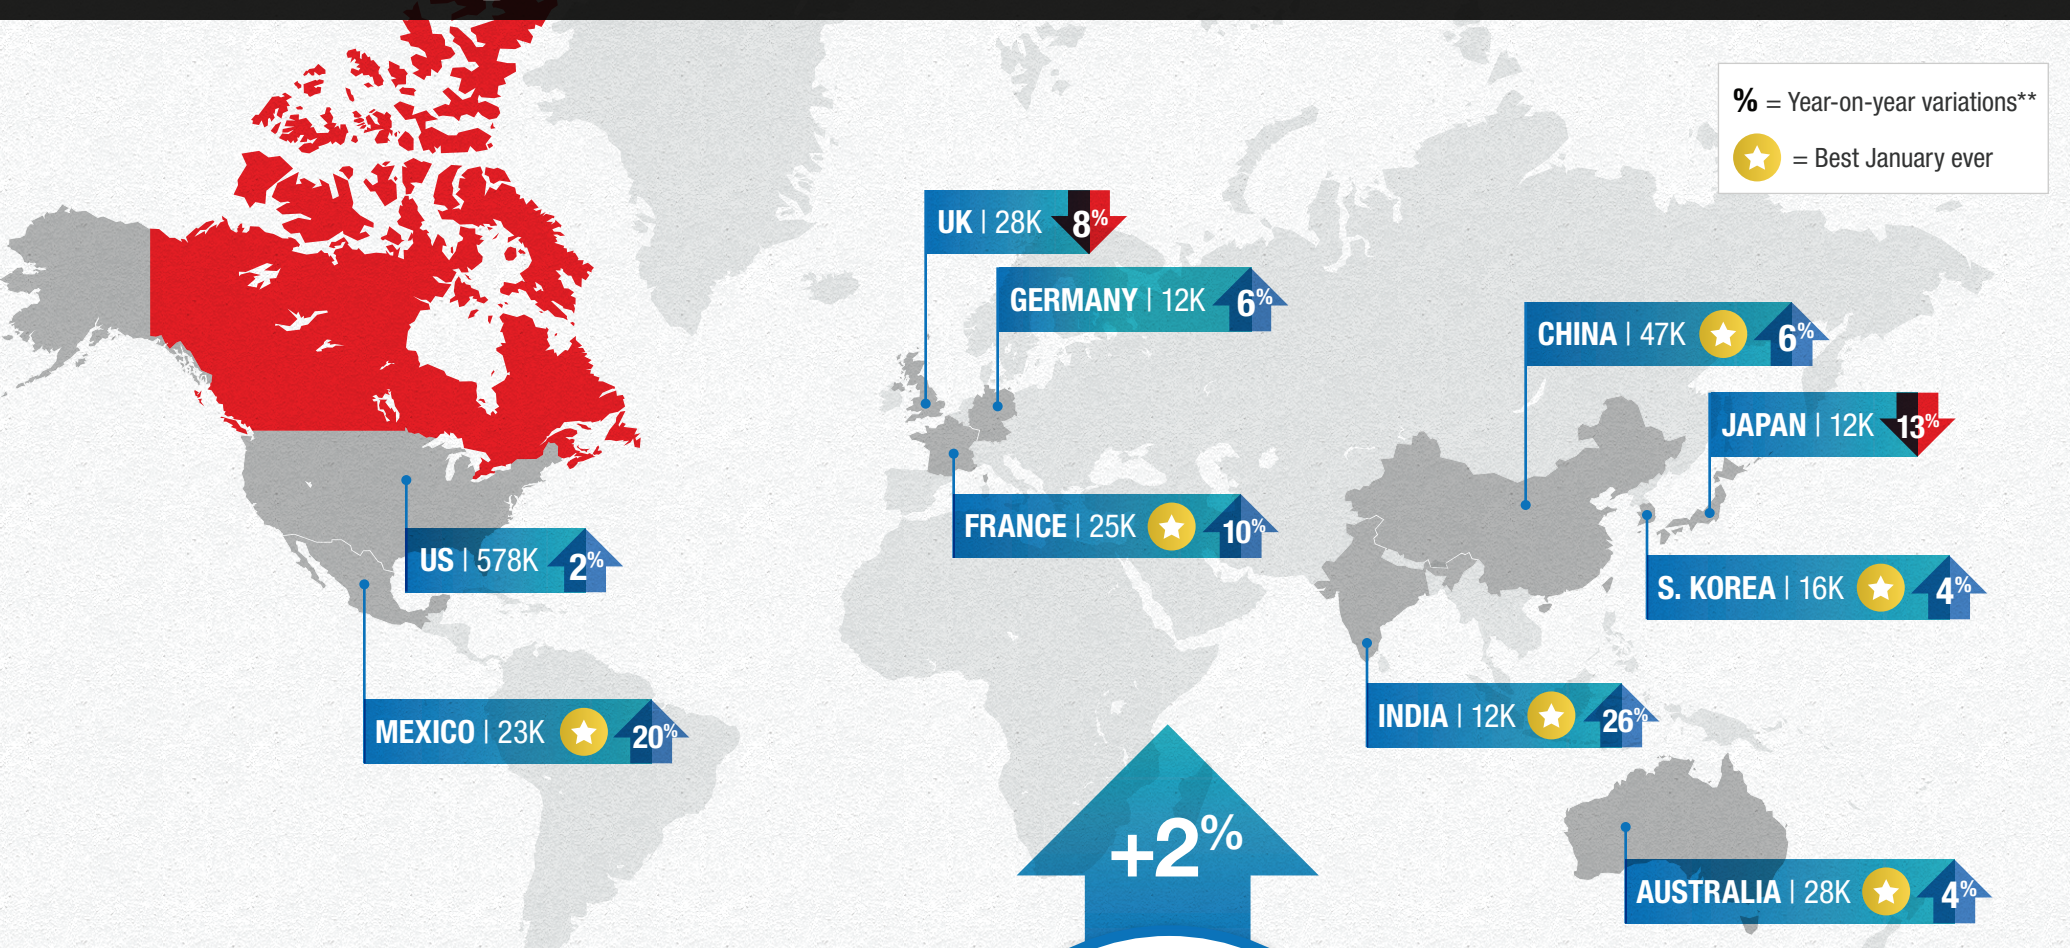 % = Year-on-year variations**
= Best January ever
UK | 28K 8%
GERMANY | 12K 6%
CHINA | 47K 6%
JAPAN | 12K 13%
FRANCE | 25K 10%
US | 578K 2%
S. KOREA | 16K 4%
MEXICO | 23K 20%
INDIA | 12K 26%
+2%
AUSTRALIA | 28K 4%